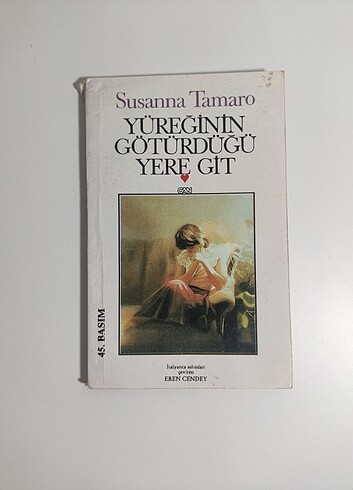 Susanna Tamaro
YÜREĞİNİN
GÖTÜRDÜĞÜ
YERE GİT
CAN
45. BASIM
İtalyanca aslından
çeviren
EREN CENDEY